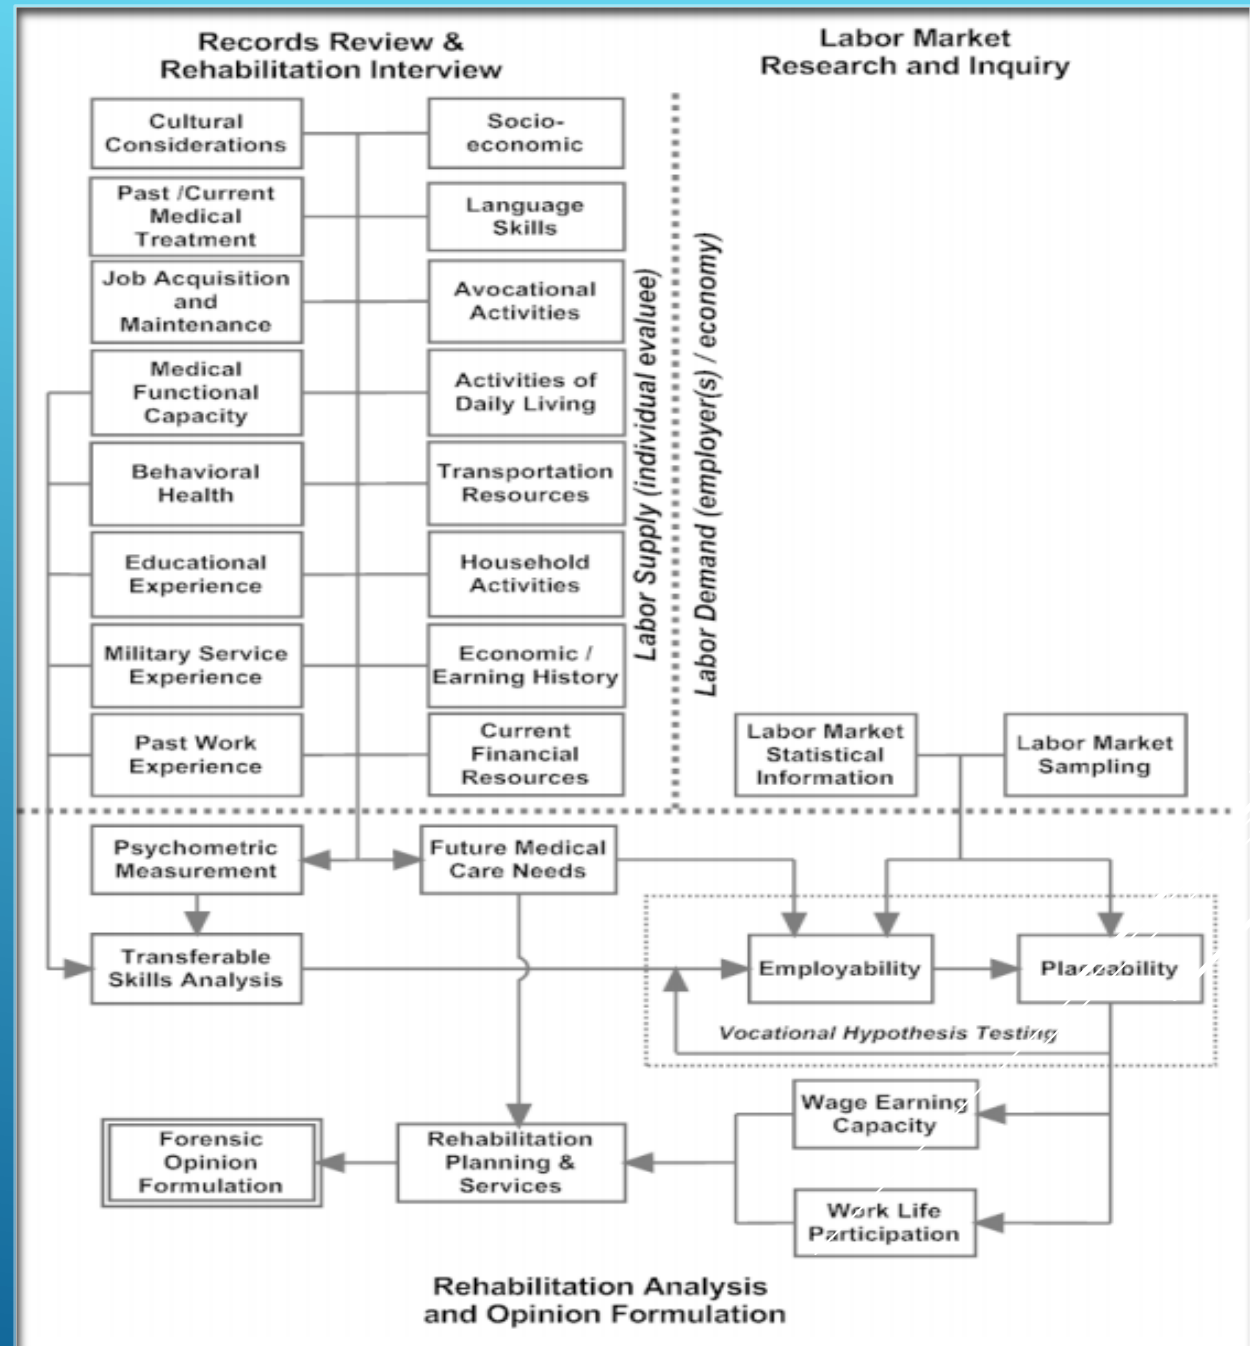 Records Review &
Rehabilitation Interview
Labor Market
Research and Inquiry
Cultural
Considerations
Socio-
economic
Past /Current
Medical
Treatment
Language
Skills
Job Acquisition
and
Maintenance
Avocational
Activities
Medical
Functional
Capacity
Activities of
Daily Living
Behavioral
Health
Transportation
Resources
Educational
Experience
Household
Activities
Military Service
Experience
Economic /
Earning History
Past Work
Experience
Current
Financial
Resources
Labor Supply (individual evaluee)
Labor Demand (employer(s) / economy)
Labor Market
Statistical
Information
Labor Market
Sampling
Psychometric
Measurement
Future Medical
Care Needs
Transferable
Skills Analysis
Employability
Placeability
Vocational Hypothesis Testing
Wage Earning
Capacity
Forensic
Opinion
Formulation
Rehabilitation
Planning &
Services
Work Life
Participation
Rehabilitation Analysis
and Opinion Formulation